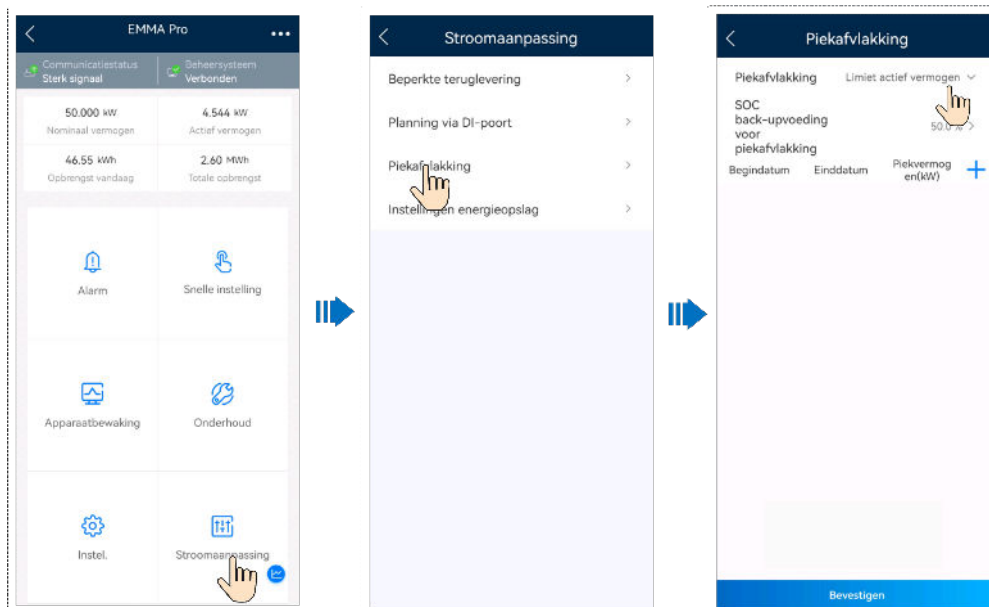 EMMA Pro
Communicatiestatus
Sterk signaal
Beheersysteem
Verbonden
50.000 kW
Nominaal vermogen
4.544 kW
Actief vermogen
46.55 kWh
Opbrengst vandaag
2.60 MWh
Totale opbrengst
Alarm
Snelle instelling
Apparaatbewaking
Onderhoud
Instel.
Stroomaanpassing
Stroomaanpassing
Beperkte teruglevering
Planning via DI-poort
Piekafvlakking
Instellingen energieopslag
Piekafvlakking
Piekafvlakking
Limiet actief vermogen
SOC
back-upvoeding
voor
piekafvlakking
50.0 %
Begindatum
Einddatum
Piekvermog
en(kW)
Bevestigen